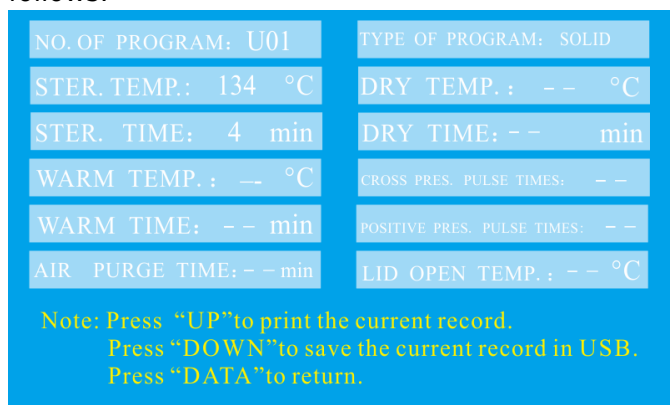 NO. OF PROGRAM: U01
TYPE OF PROGRAM: SOLID
STER. TEMP.: 134 °C
DRY TEMP.: -- °C
STER. TIME: 4 min
DRY TIME: -- min
WARM TEMP.: -- °C
CROSS PRES. PULSE TIMES: --
WARM TIME: -- min
POSITIVE PRES. PULSE TIMES: --
AIR PURGE TIME: -- min
LID OPEN TEMP.: -- °C
Note: Press “UP”to print the current record.
Press “DOWN”to save the current record in USB.
Press “DATA”to return.